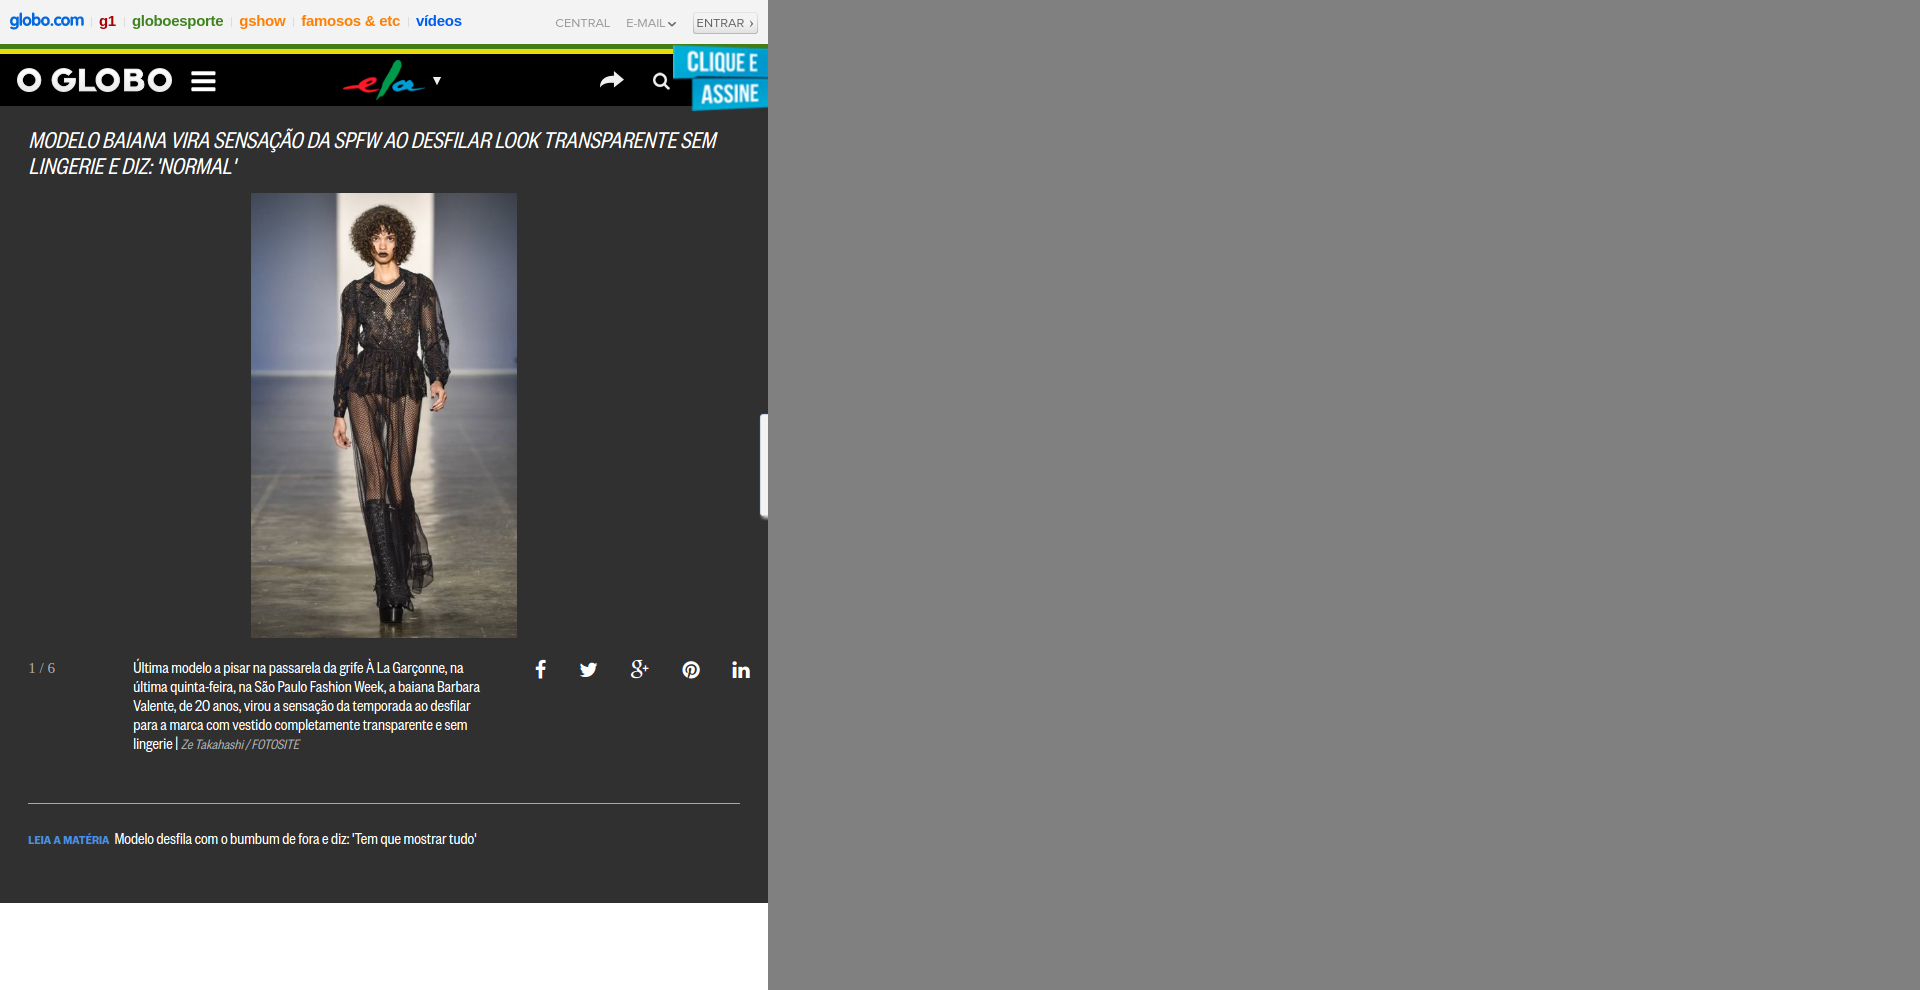 globo.com g1 globoesporte gshow famosos & etc vídeos CENTRAL E-MAIL ENTRAR ›
O GLOBO ela ▼ CLIQUE E
ASSINE
MODELO BAIANA VIRA SENSAÇÃO DA SPFW AO DESFILAR LOOK TRANSPARENTE SEM
LINGERIE E DIZ: 'NORMAL'
1 / 6
Última modelo a pisar na passarela da grife À La Garçonne, na
última quinta-feira, na São Paulo Fashion Week, a baiana Barbara
Valente, de 20 anos, virou a sensação da temporada ao desfilar
para a marca com vestido completamente transparente e sem
lingerie | Ze Takahashi / FOTOSITE
LEIA A MATÉRIA Modelo desfila com o bumbum de fora e diz: 'Tem que mostrar tudo'